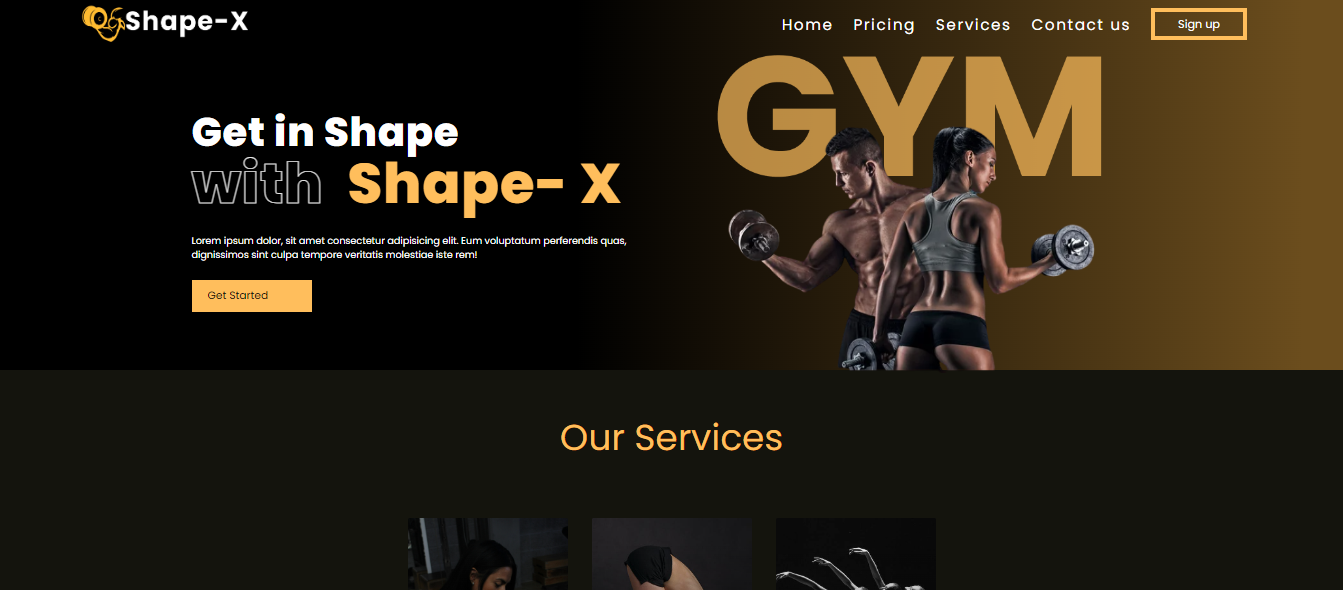 Shape-X
Home Pricing Services Contact us Sign up
GYM
Get in Shape
with Shape- X
Lorem ipsum dolor, sit amet consectetur adipisicing elit. Eum voluptatum perferendis quas,
dignissimos sint culpa tempore veritatis molestiae iste rem!
Get Started
Our Services